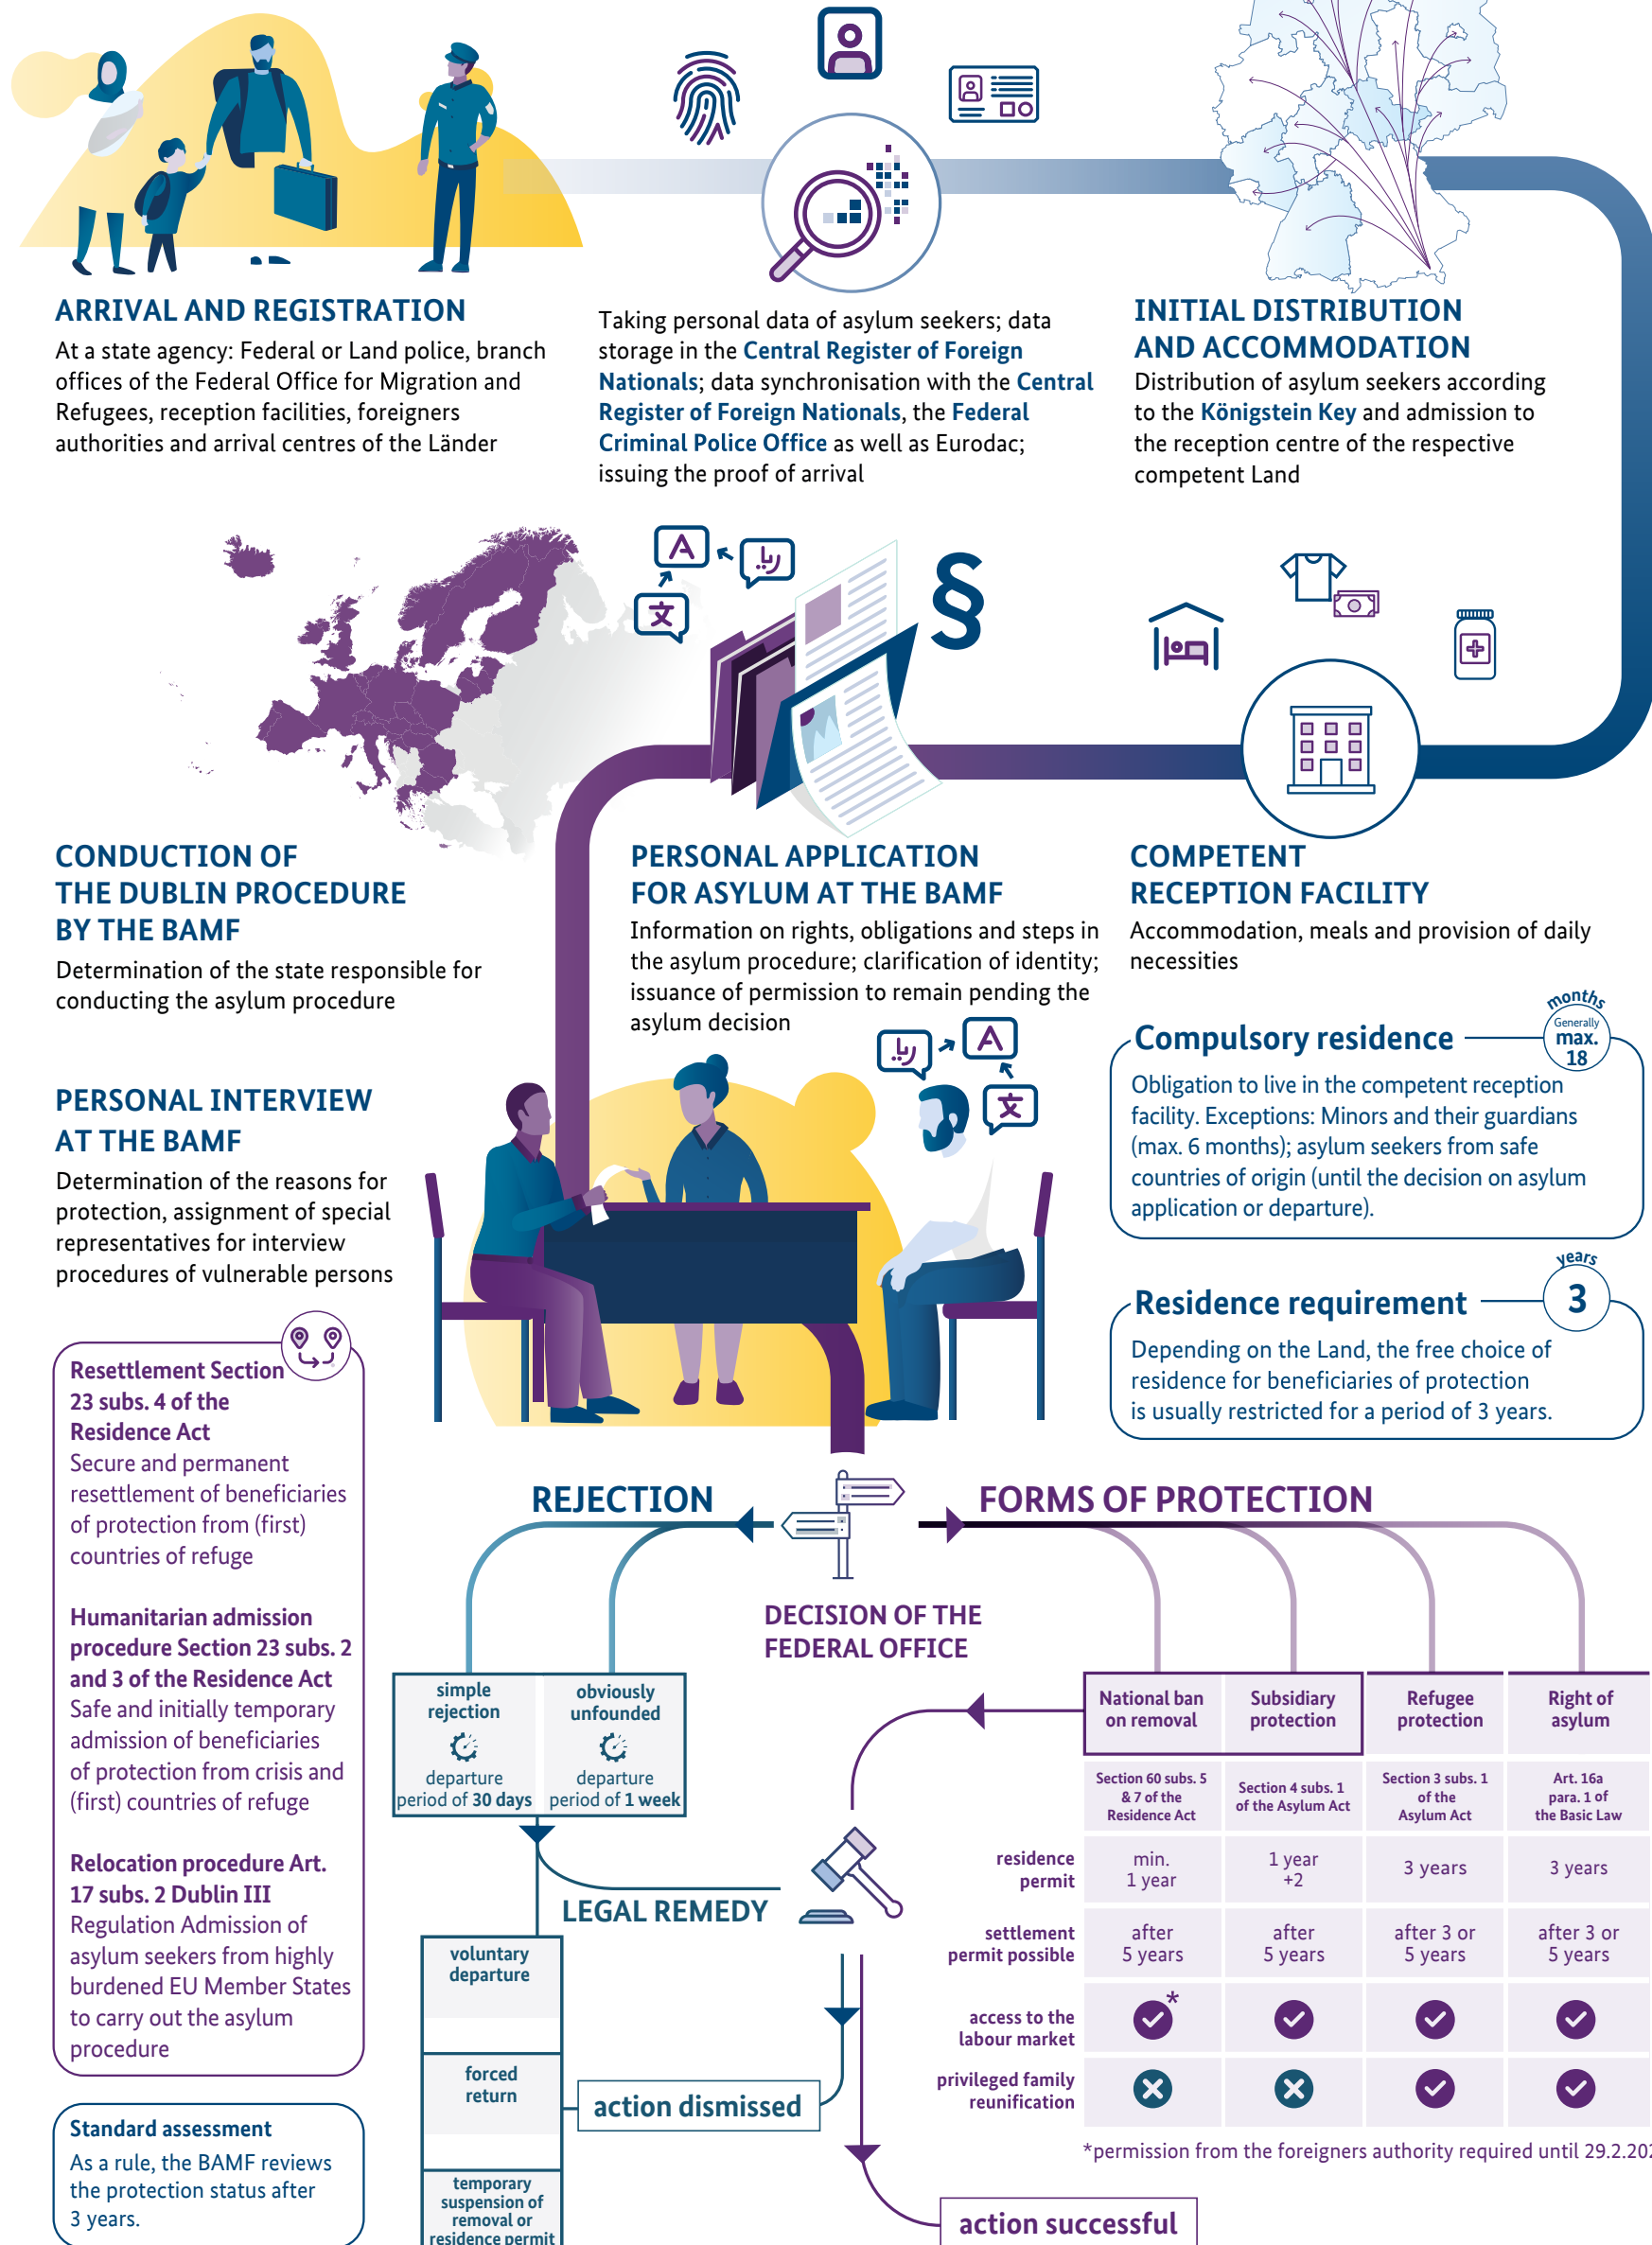 ARRIVAL AND REGISTRATION
At a state agency: Federal or Land police, branch
offices of the Federal Office for Migration and
Refugees, reception facilities, foreigners
authorities and arrival centres of the Länder
Taking personal data of asylum seekers; data
storage in the Central Register of Foreign
Nationals; data synchronisation with the Central
Register of Foreign Nationals, the Federal
Criminal Police Office as well as Eurodac;
issuing the proof of arrival
INITIAL DISTRIBUTION
AND ACCOMMODATION
Distribution of asylum seekers according
to the Königstein Key and admission to
the reception centre of the respective
competent Land
A
文
§
CONDUCTION OF
THE DUBLIN PROCEDURE
BY THE BAMF
Determination of the state responsible for
conducting the asylum procedure
PERSONAL APPLICATION
FOR ASYLUM AT THE BAMF
Information on rights, obligations and steps in
the asylum procedure; clarification of identity;
issuance of permission to remain pending the
asylum decision
COMPETENT
RECEPTION FACILITY
Accommodation, meals and provision of daily
necessities
A
文
PERSONAL INTERVIEW
AT THE BAMF
Determination of the reasons for
protection, assignment of special
representatives for interview
procedures of vulnerable persons
Compulsory residence
months
Generally
max.
18
Obligation to live in the competent reception
facility. Exceptions: Minors and their guardians
(max. 6 months); asylum seekers from safe
countries of origin (until the decision on asylum
application or departure).
Residence requirement
years
3
Depending on the Land, the free choice of
residence for beneficiaries of protection
is usually restricted for a period of 3 years.
Resettlement Section
23 subs. 4 of the
Residence Act
Secure and permanent
resettlement of beneficiaries
of protection from (first)
countries of refuge
Humanitarian admission
procedure Section 23 subs. 2
and 3 of the Residence Act
Safe and initially temporary
admission of beneficiaries
of protection from crisis and
(first) countries of refuge
Relocation procedure Art.
17 subs. 2 Dublin III
Regulation Admission of
asylum seekers from highly
burdened EU Member States
to carry out the asylum
procedure
Standard assessment
As a rule, the BAMF reviews
the protection status after
3 years.
REJECTION
FORMS OF PROTECTION
DECISION OF THE
FEDERAL OFFICE
simple
rejection
departure
period of 30 days
obviously
unfounded
departure
period of 1 week
LEGAL REMEDY
voluntary
departure
forced
return
temporary
suspension of
removal or
residence permit
action dismissed
action successful
National ban
on removal
Subsidiary
protection
Refugee
protection
Right of
asylum
Section 60 subs. 5
& 7 of the
Residence Act
Section 4 subs. 1
of the Asylum Act
Section 3 subs. 1
of the
Asylum Act
Art. 16a
para. 1 of
the Basic Law
residence
permit
min.
1 year
1 year
+2
3 years
3 years
settlement
permit possible
after
5 years
after
5 years
after 3 or
5 years
after 3 or
5 years
access to the
labour market
*
privileged family
reunification
*permission from the foreigners authority required until 29.2.202